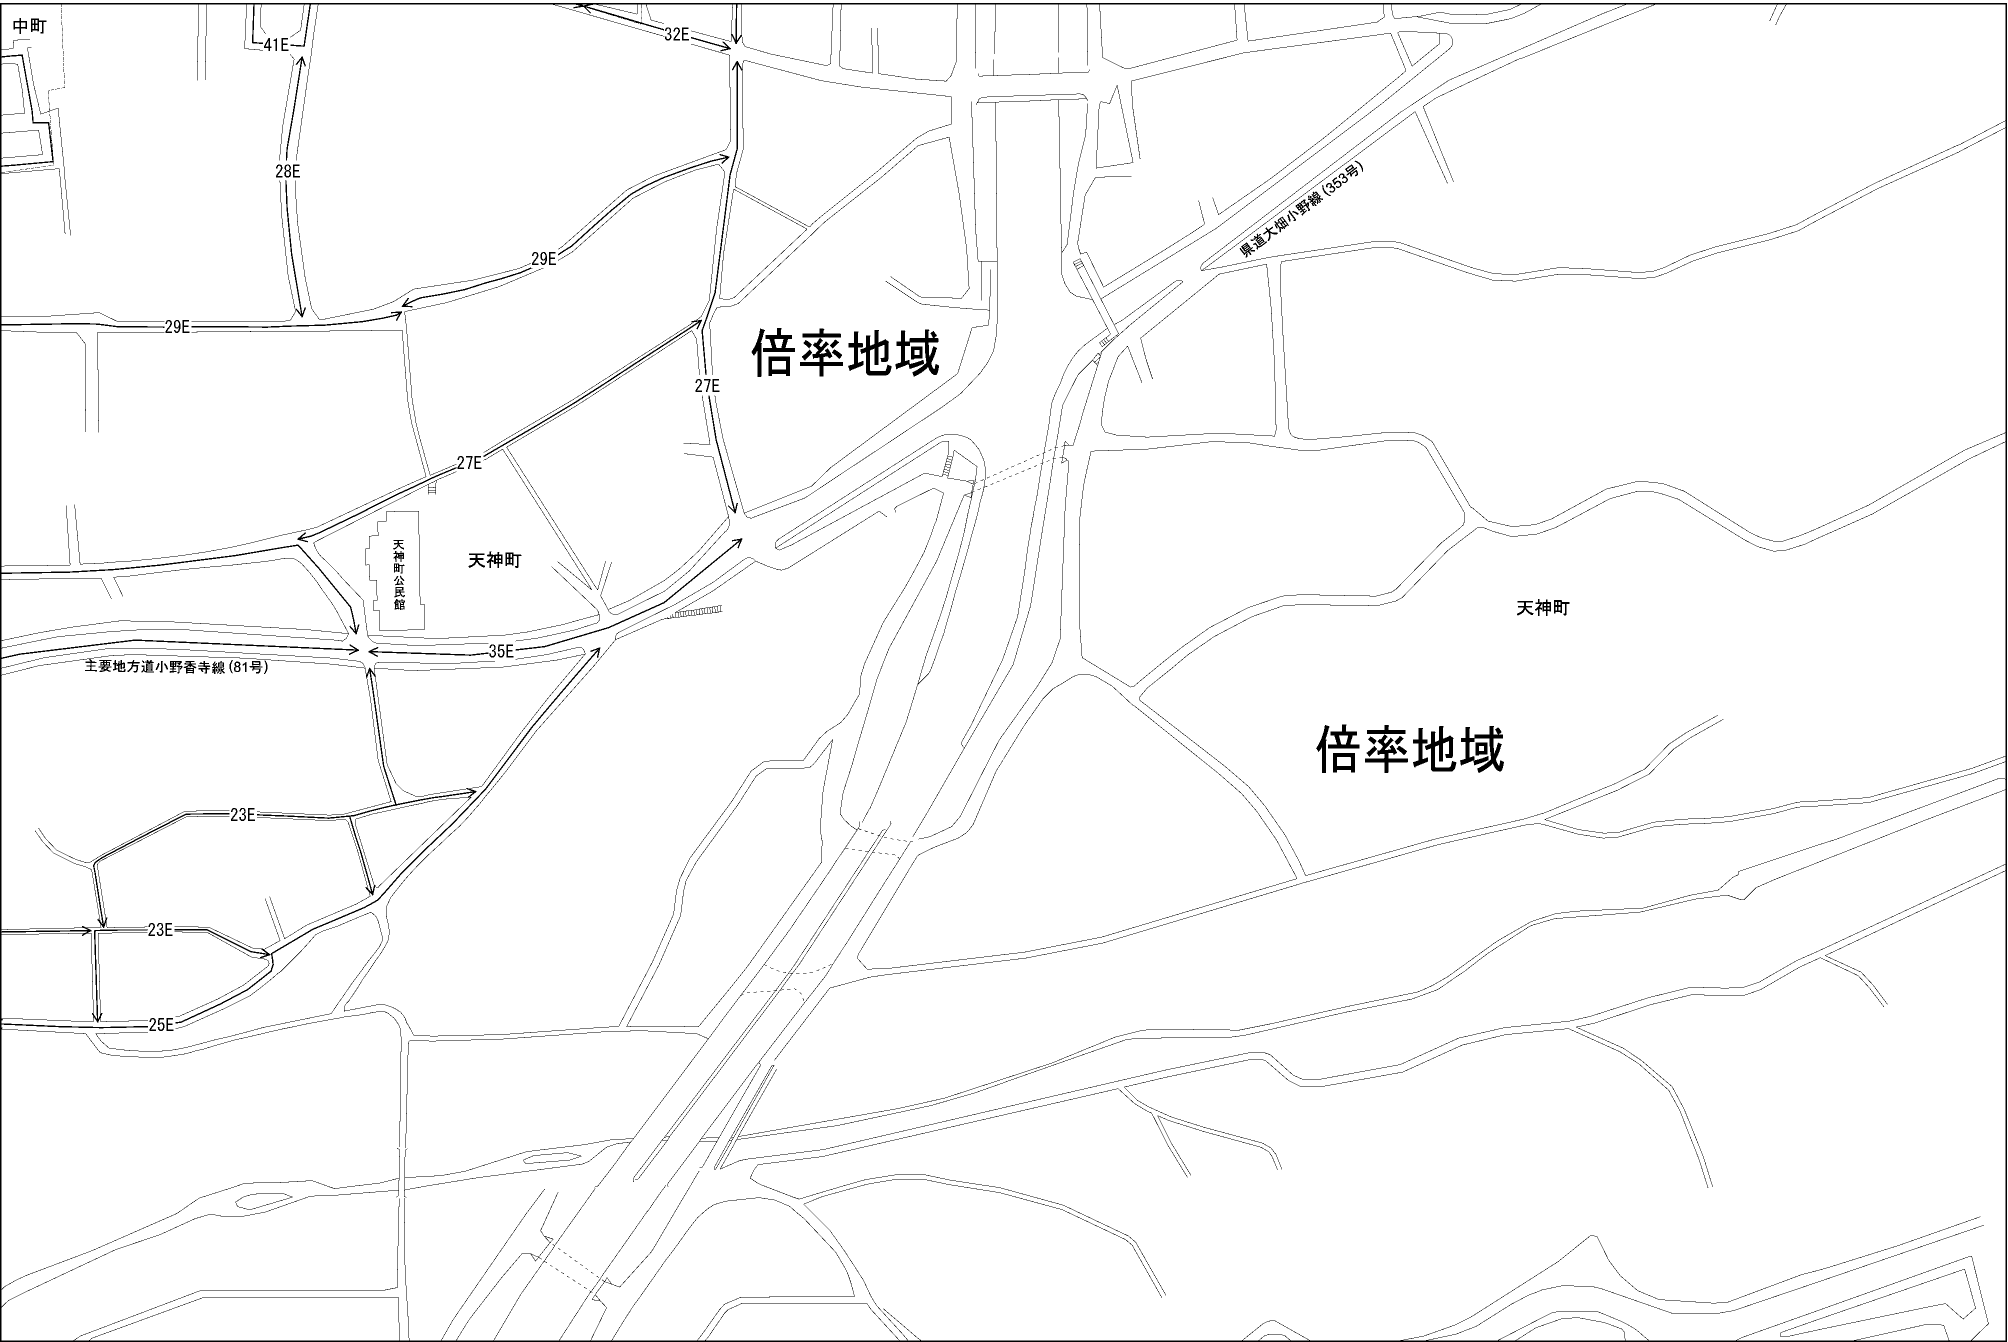 中町
41E
32E
28E
県道大畑小野線(353号)
29E
29E
倍率地域
27E
27E
天神町公民館
天神町
天神町
35E
主要地方道小野香寺線(81号)
倍率地域
23E
23E
25E